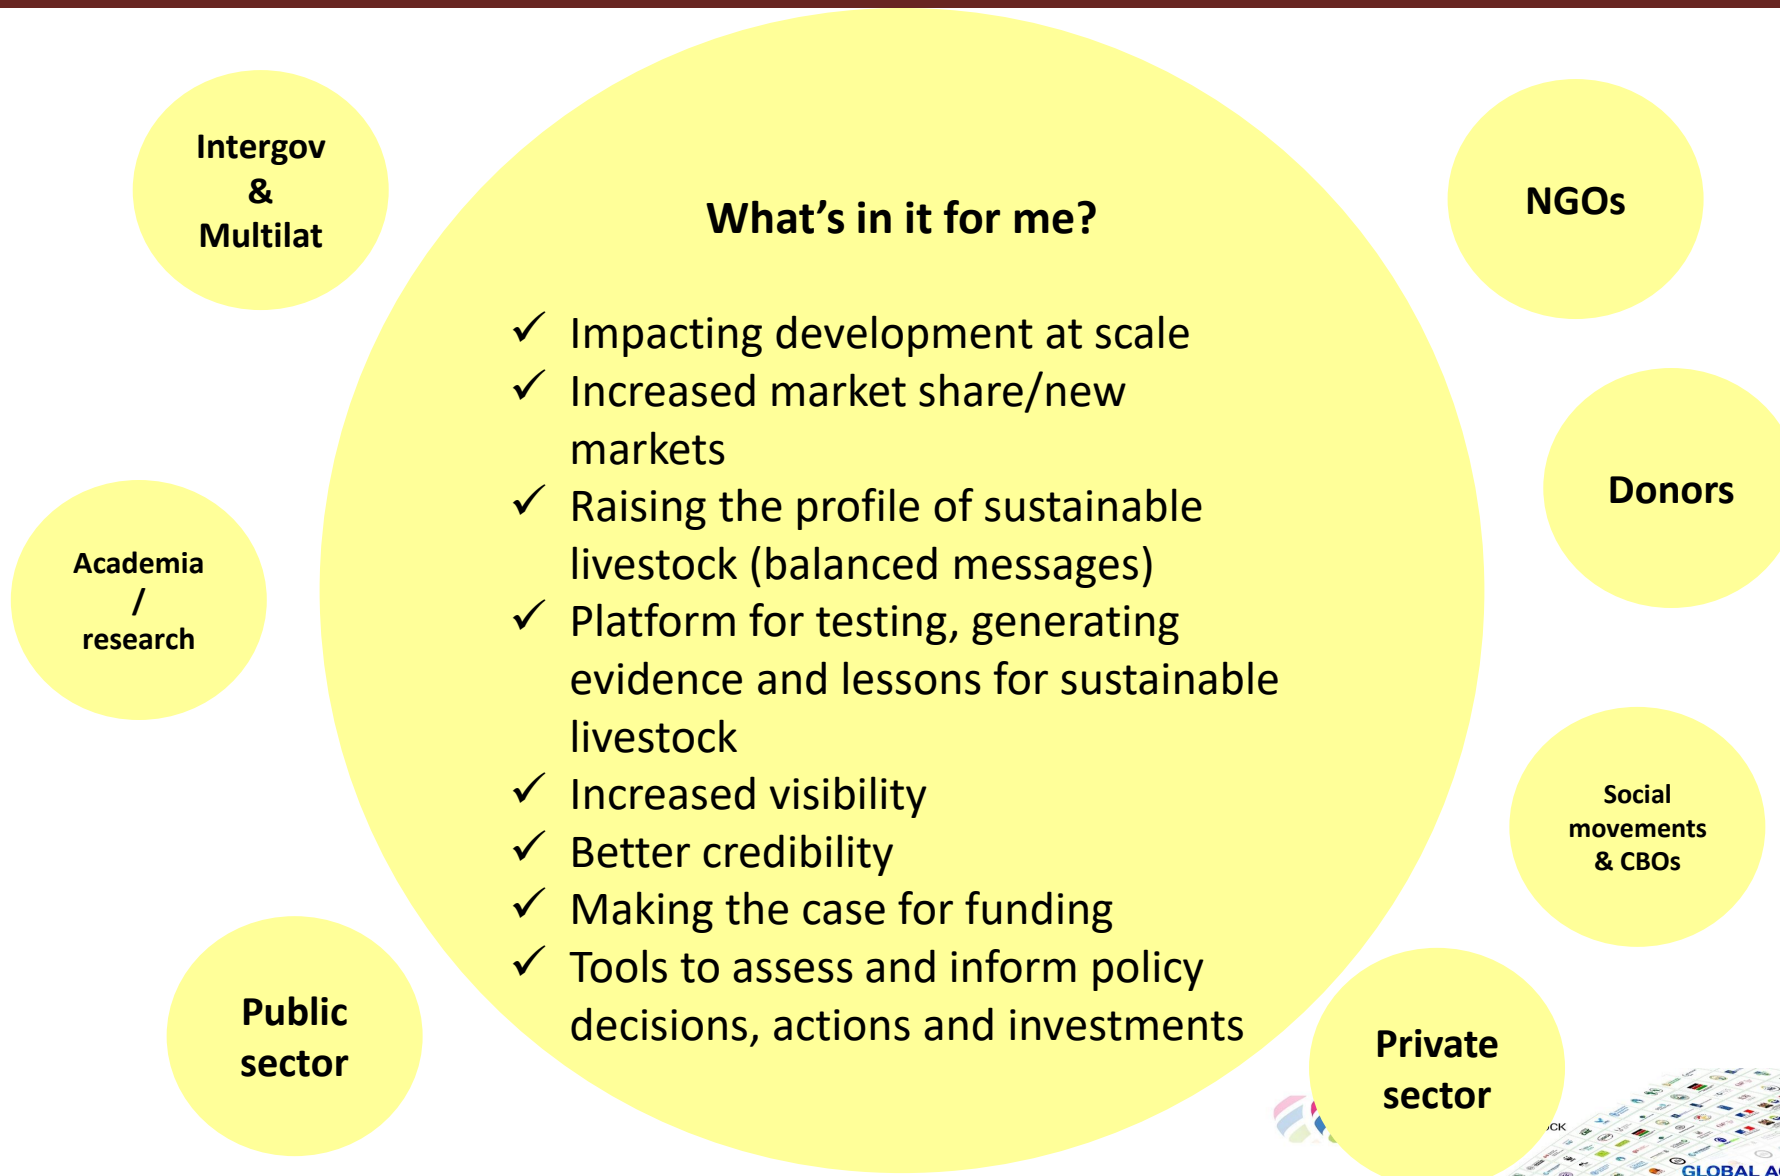 Intergov
&
Multilat
NGOs
What's in it for me?
✓ Impacting development at scale
✓ Increased market share/new
markets
✓ Raising the profile of sustainable
livestock (balanced messages)
✓ Platform for testing, generating
evidence and lessons for sustainable
livestock
✓ Increased visibility
✓ Better credibility
✓ Making the case for funding
✓ Tools to assess and inform policy
decisions, actions and investments
Donors
Academia
/
research
Social
movements
& CBOs
Public
sector
Private
sector
GLOBAL